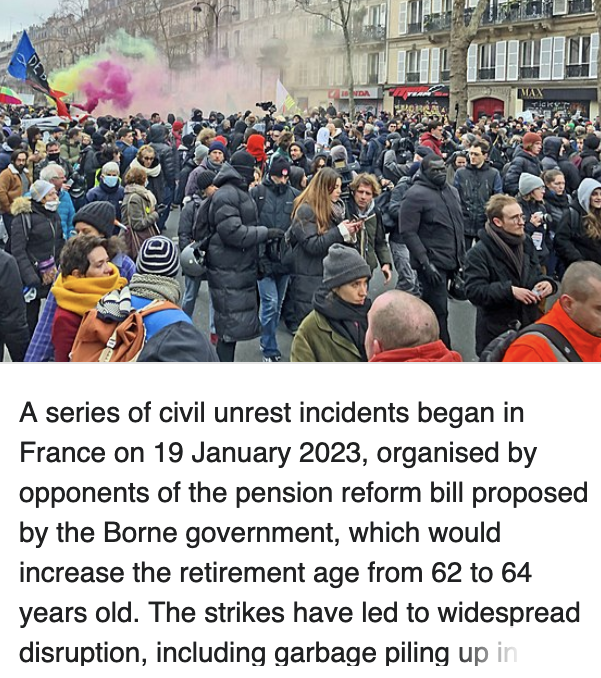 MAX
A series of civil unrest incidents began in
France on 19 January 2023, organised by
opponents of the pension reform bill proposed
by the Borne government, which would
increase the retirement age from 62 to 64
years old. The strikes have led to widespread
disruption, including garbage piling up in